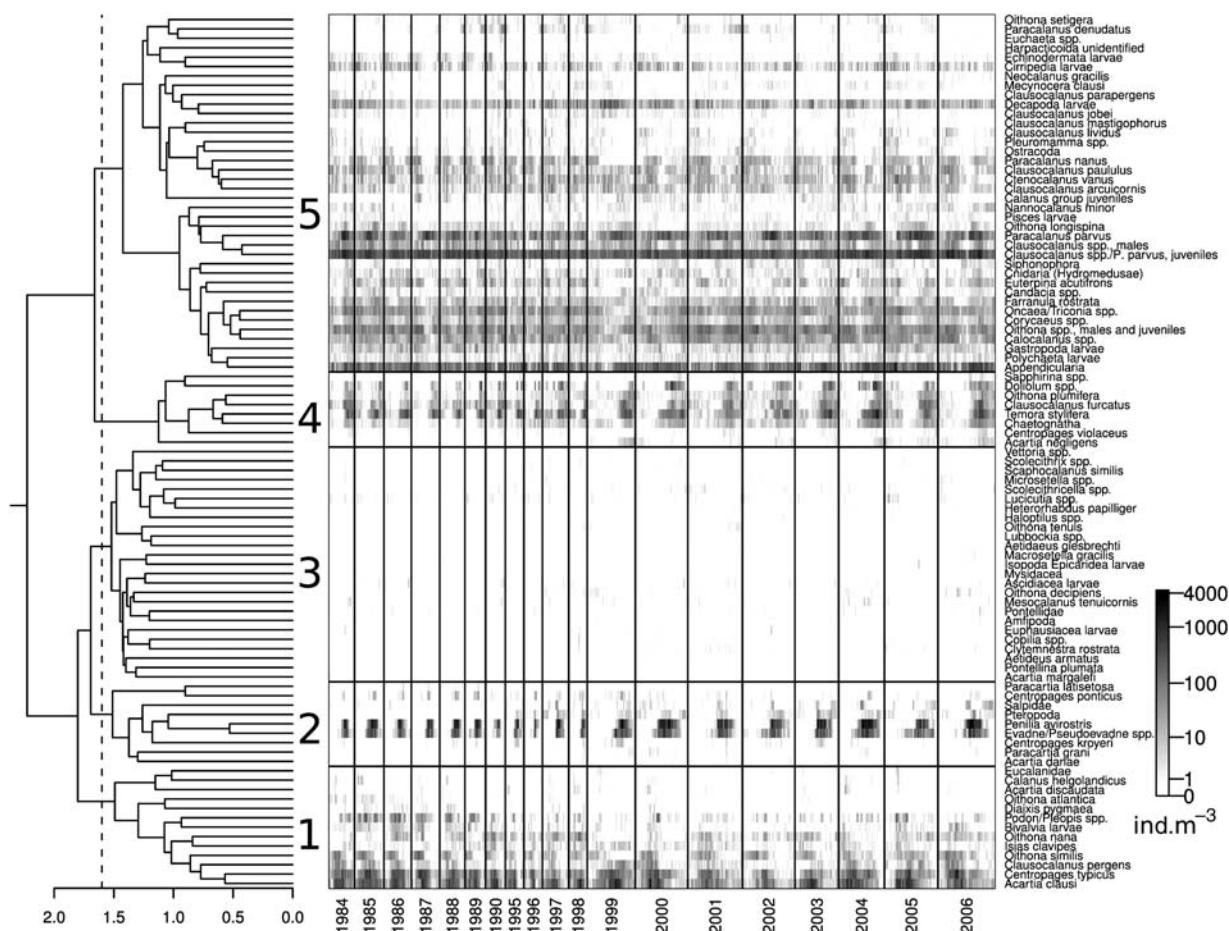 Oithona setigera
Paracalanus denudatus
Euchaeta spp.
Harpacticoida unidentified
Echinodermata larvae
Cirripedia larvae
Neocalanus gracilis
Mecynocera clausi
Clausocalanus parapergens
Decapoda larvae
Clausocalanus jobei
Clausocalanus mastigophorus
Clausocalanus lividus
Pleuromamma spp.
Ostracoda
Paracalanus nanus
Clausocalanus paululus
Ctenocalanus vanus
Clausocalanus arcuicornis
Calanus group juveniles
5
Nannocalanus minor
Pisces larvae
Oithona longispina
Paracalanus parvus
Clausocalanus spp., males
Clausocalanus spp./P. parvus, juveniles
Siphonophora
Cnidaria (Hydromedusae)
Euterpina acutifrons
Candacia spp.
Farranula rostrata
Oncaea/Triconia spp.
Corycaeus spp.
Oithona spp., males and juveniles
Calocalanus spp.
Gastropoda larvae
Polychaeta larvae
Appendicularia
Sapphirina spp.
Doliolum spp.
Oithona plumifera
Clausocalanus furcatus
4
Temora stylifera
Chaetognatha
Centropages violaceus
Acartia negligens
Vettoria spp.
Scolecithrix spp.
Scaphocalanus similis
Microsetella spp.
Scolecithricella spp.
Lucicutia spp.
Heterorhabdus papilliger
Haloptilus spp.
Oithona tenuis
Lubbockia spp.
Aetidaeus giesbrechti
Macrosetella gracilis
Isopoda Epicaridea larvae
3
Mysidacea
Ascidiacea larvae
Oithona decipiens
Mesocalanus tenuicornis
Pontellidae
Amfipoda
Euphausiacea larvae
Cobilia spp.
Clytemnestra rostrata
Aetideus armatus
Pontellina plumata
Acartia margalefi
Paracartia latisetosa
Centropages ponticus
Salpidae
Pteropoda
2
Penilia avirostris
Evadne/Pseudoevadne spp.
Centropages kroyeri
Paracartia grani
Acartia danae
Eucalanidae
Calanus helgolandicus
Acartia discaudata
Oithona atlantica
Diaixis pygmaea
Podon/Pleopis spp.
Bivalvia larvae
1
Oithona nana
Isias clavipes
Oithona similis
Clausocalanus pergens
Centropages typicus
Acartia clausi
4000
1000
100
10
1
0
ind.m⁻³
2.0 1.5 1.0 0.5 0.0
1984 1985 1986 1987 1988 1989 1990 1995 1996 1997 1998 1999 2000 2001 2002 2003 2004 2005 2006